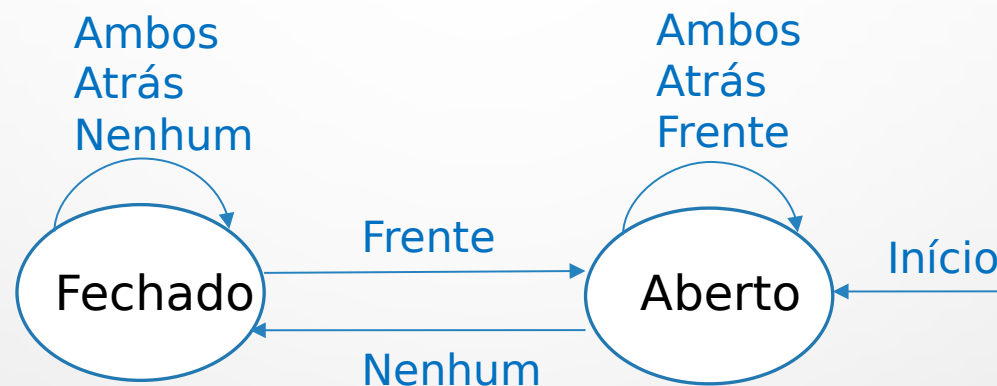 Ambos
Atrás
Nenhum
Ambos
Atrás
Frente
Frente
Início
Fechado
Aberto
Nenhum